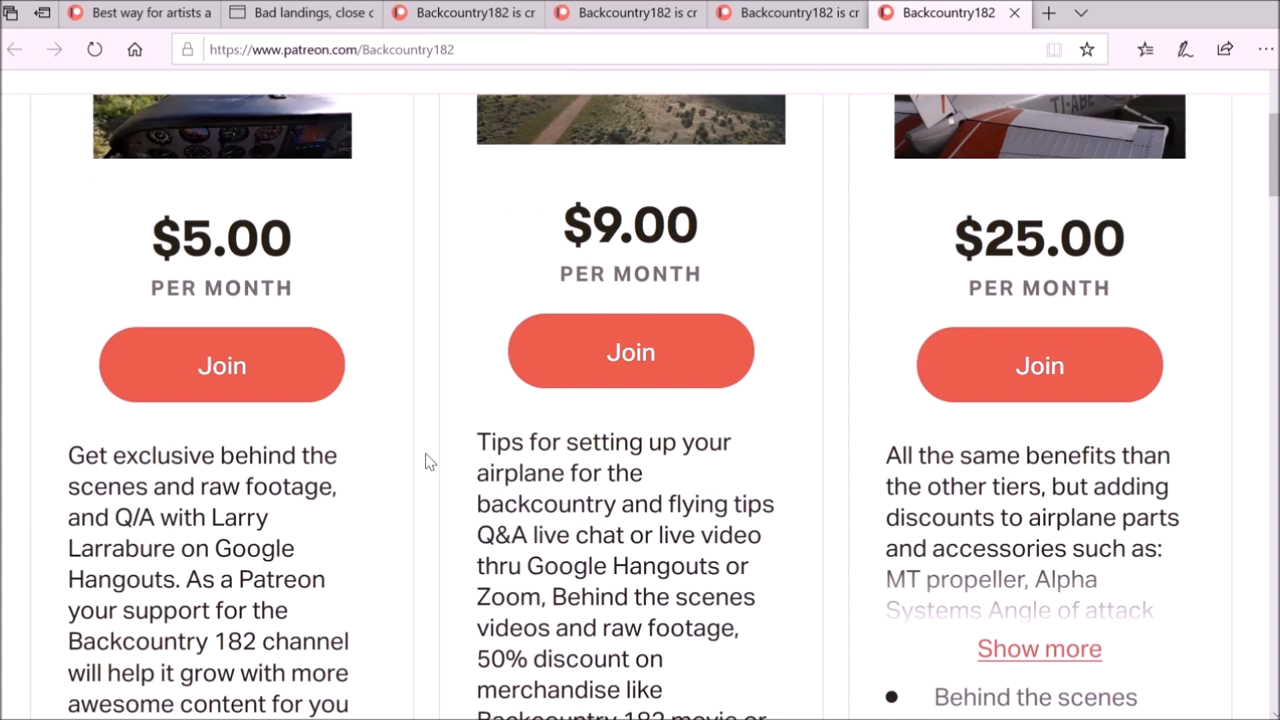 Best way for artists a
Bad landings, close c
Backcountry182 is cr
Backcountry182 is cr
Backcountry182 is cr
Backcountry182
https://www.patreon.com/Backcountry182
TI-ABE
$5.00
PER MONTH
Join
Get exclusive behind the
scenes and raw footage,
and Q/A with Larry
Larrabure on Google
Hangouts. As a Patreon
your support for the
Backcountry 182 channel
will help it grow with more
awesome content for you
$9.00
PER MONTH
Join
Tips for setting up your
airplane for the
backcountry and flying tips
Q&A live chat or live video
thru Google Hangouts or
Zoom, Behind the scenes
videos and raw footage,
50% discount on
merchandise like
Backcountry 182 movie or
$25.00
PER MONTH
Join
All the same benefits than
the other tiers, but adding
discounts to airplane parts
and accessories such as:
MT propeller, Alpha
Systems Angle of attack
Show more
Behind the scenes